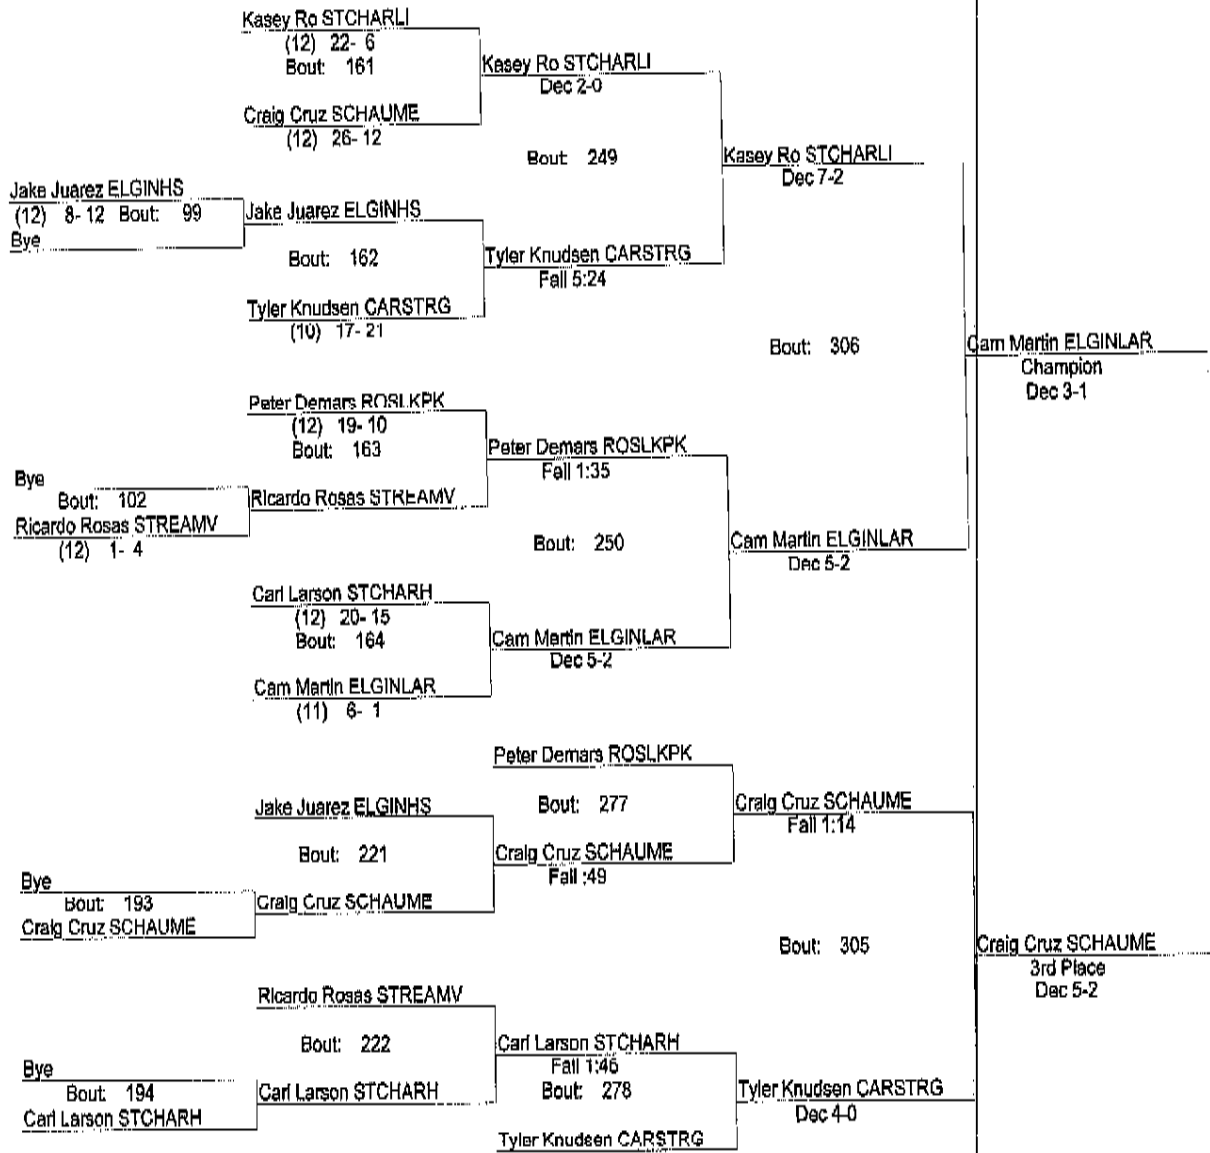 Kasey Ro STCHARLI
(12) 22- 6
Bout: 161
Kasey Ro STCHARLI
Dec 2-0
Craig Cruz SCHAUME
(12) 26- 12
Bout: 249
Kasey Ro STCHARLI
Dec 7-2
Jake Juarez ELGINHS
(12) 8- 12 Bout: 99
Bye
Jake Juarez ELGINHS
Bout: 162
Tyler Knudsen CARSTRG
Fall 5:24
Tyler Knudsen CARSTRG
(10) 17- 21
Bout: 306
Cam Martin ELGINLAR
Champion
Dec 3-1
Peter Demars ROSLKPK
(12) 19- 10
Bout: 163
Peter Demars ROSLKPK
Fall 1:35
Bye
Bout: 102
Ricardo Rosas STREAMV
(12) 1- 4
Ricardo Rosas STREAMV
Bout: 250
Cam Martin ELGINLAR
Dec 5-2
Carl Larson STCHARH
(12) 20- 15
Bout: 164
Cam Martin ELGINLAR
Dec 5-2
Cam Martin ELGINLAR
(11) 6- 1
Peter Demars ROSLKPK
Bout: 277
Craig Cruz SCHAUME
Fall 1:14
Jake Juarez ELGINHS
Bout: 221
Craig Cruz SCHAUME
Fall :49
Bye
Bout: 193
Craig Cruz SCHAUME
Craig Cruz SCHAUME
Bout: 305
Craig Cruz SCHAUME
3rd Place
Dec 5-2
Ricardo Rosas STREAMV
Bout: 222
Carl Larson STCHARH
Fall 1:46
Bout: 278
Bye
Bout: 194
Carl Larson STCHARH
Carl Larson STCHARH
Tyler Knudsen CARSTRG
Dec 4-0
Tyler Knudsen CARSTRG